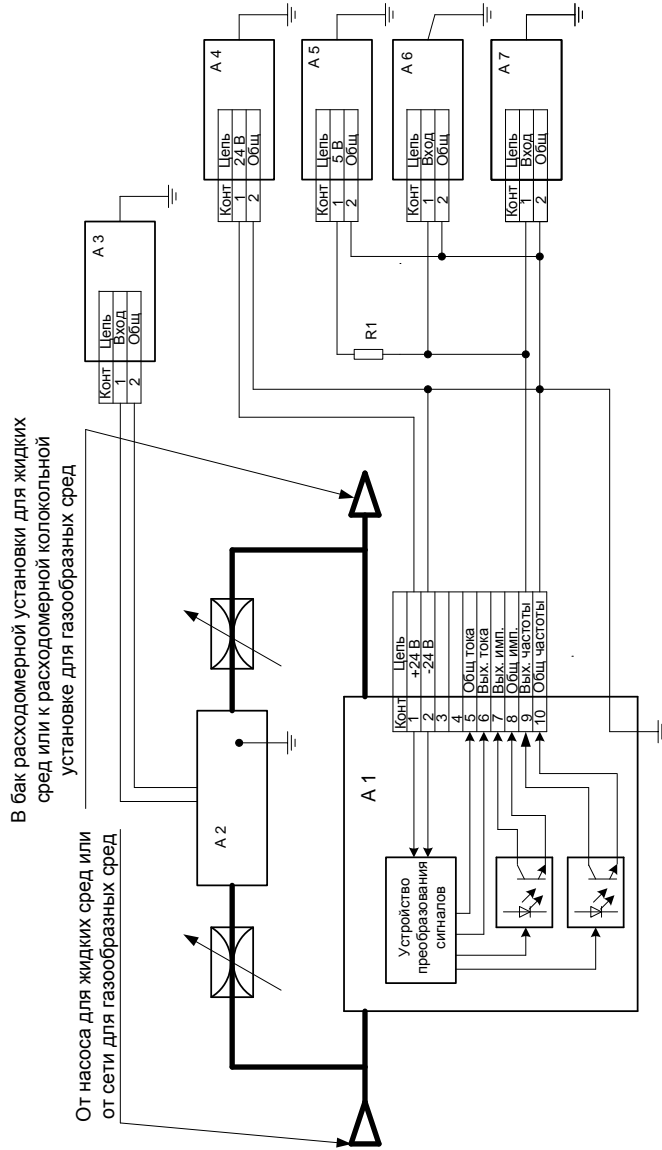 От насоса для жидких сред или
от сети для газообразных сред
В бак расходомерной установки для жидких
сред или к расходомерной колокольной
установке для газообразных сред
А 2
А 3
Конт Цепь
1 Вход
2 Общ
А 4
Конт Цепь
1 24 В
2 Общ
А 5
Конт Цепь
1 5 В
2 Общ
А 6
Конт Цепь
1 Вход
2 Общ
А 7
Конт Цепь
1 Вход
2 Общ
R1
А 1
Устройство
преобразования
сигналов
Конт Цепь
1 +24 В
2 -24 В
3
4
5 Общ тока
6 Вых. тока
7 Вых. имп.
8 Общ имп.
9 Вых. частоты
10 Общ частоты